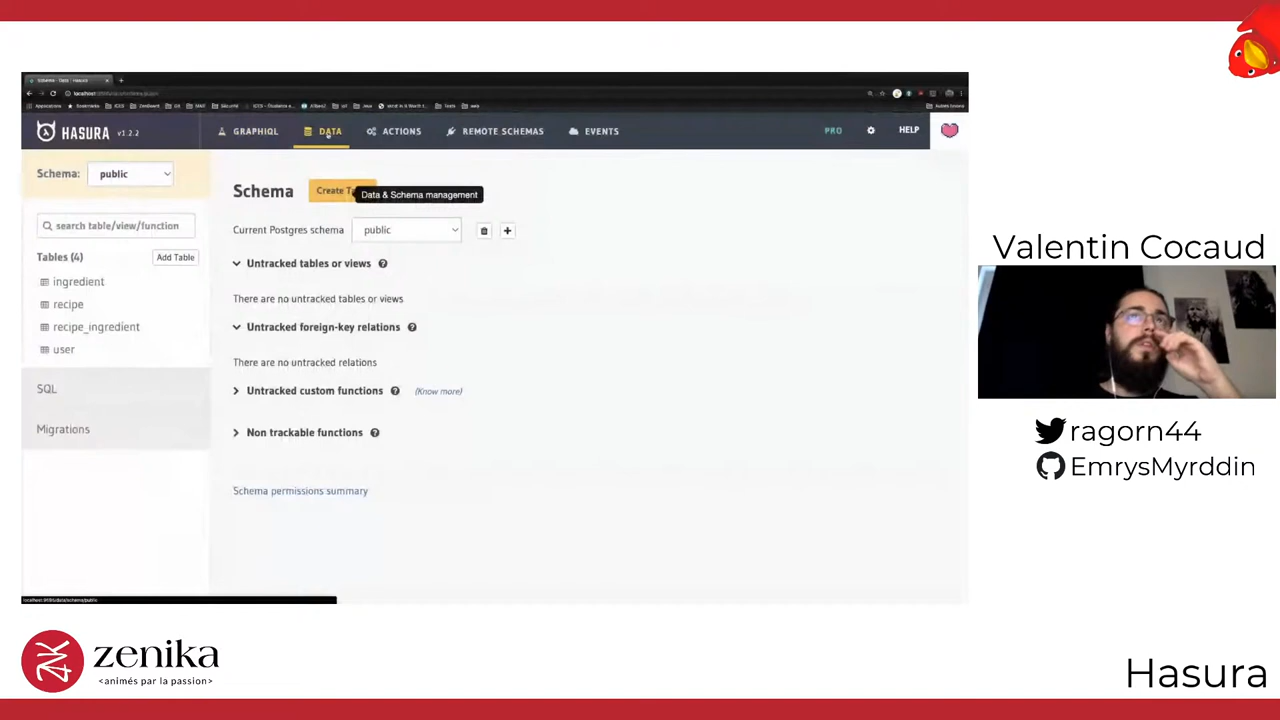 Schema - Data | Hasura
HASURA v1.2.2
GRAPHIQL
DATA
ACTIONS
REMOTE SCHEMAS
EVENTS
PRO
HELP
Schema: public
search table/view/function
Tables (4)
Add Table
ingredient
recipe
recipe_ingredient
user
SQL
Migrations
Schema
Create T
Data & Schema management
Current Postgres schema public
Untracked tables or views
There are no untracked tables or views
Untracked foreign-key relations
There are no untracked relations
Untracked custom functions (Know more)
Non trackable functions
Schema permissions summary
Valentin Cocaud
ragorn44
EmrysMyrddin
zenika
<animés par la passion>
Hasura